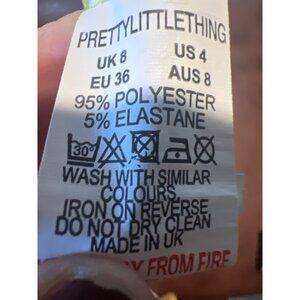 PRETTYLITTLETHING
UK 8 US 4
EU 36 AUS 8
95% POLYESTER
5% ELASTANE
30°
WASH WITH SIMILAR
COLOURS
IRON ON REVERSE
DO NOT DRY CLEAN
MADE IN UK
FROM FIRE